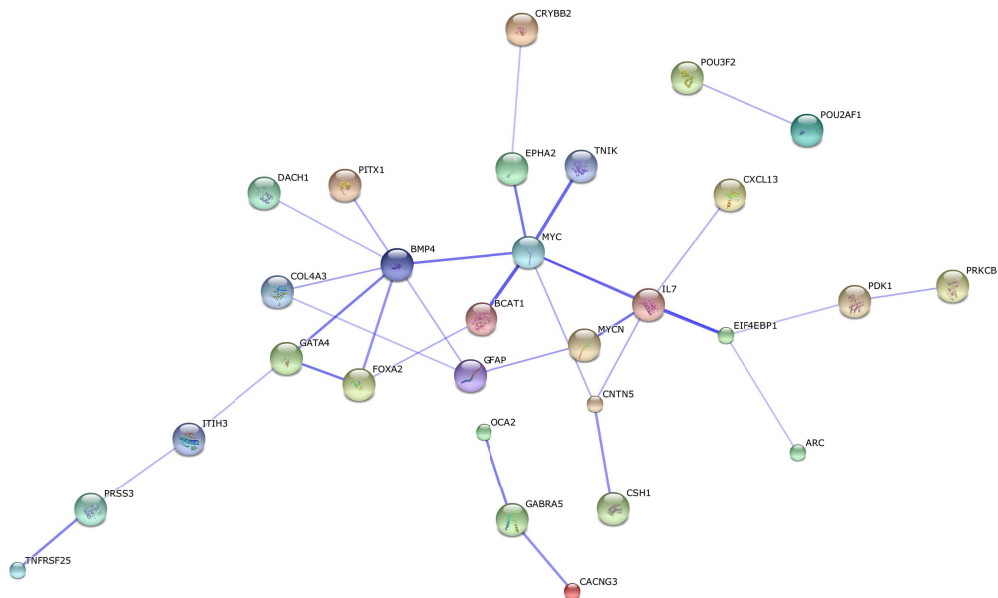 CRYBB2
POU3F2
POU2AF1
EPHA2
TNIK
PITX1
DACH1
CXCL13
MYC
BMP4
COL4A3
IL7
PDK1
PRKCB
BCAT1
MYCN
EIF4EBP1
GATA4
FOXA2
GFAP
CNTN5
ITIH3
OCA2
ARC
PRSS3
GABRA5
CSH1
TNFRSF25
CACNG3